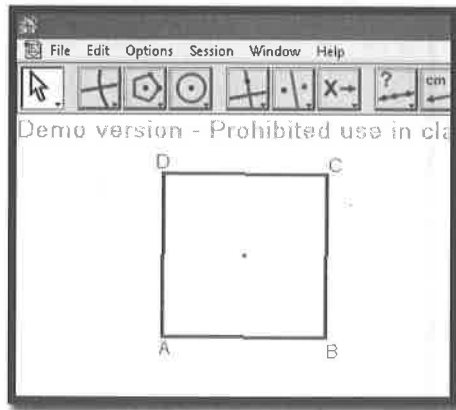 File Edit Options Session Window Help
? cm
X
Demo version - Prohibited use in cla
D C
A B